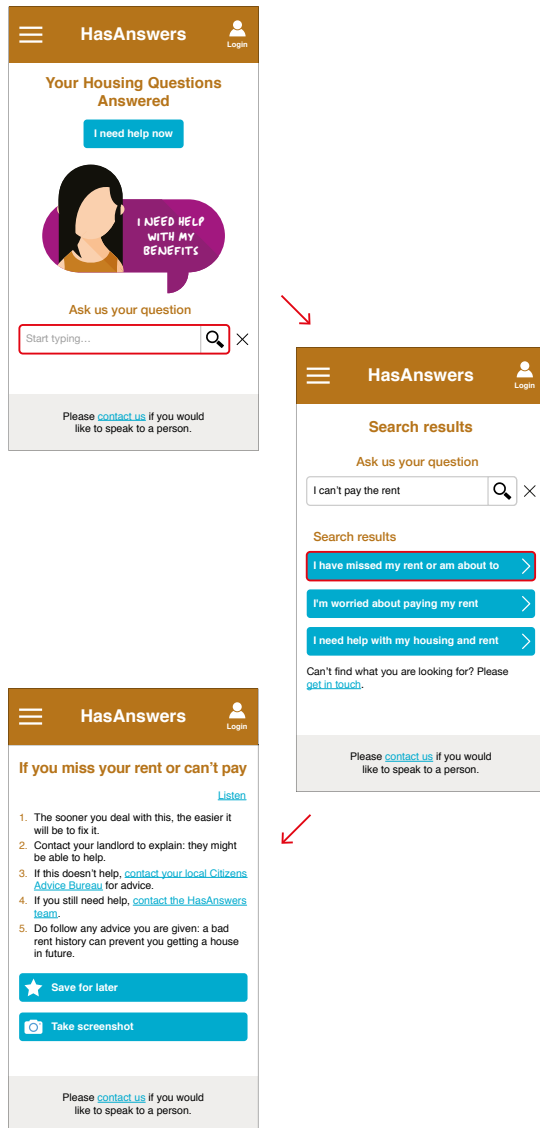 HasAnswers
Login
Your Housing Questions
Answered
I need help now
I NEED HELP
WITH MY
BENEFITS
Ask us your question
Start typing...
Please contact us if you would
like to speak to a person.
HasAnswers
Login
Search results
Ask us your question
I can't pay the rent
Search results
I have missed my rent or am about to
I'm worried about paying my rent
I need help with my housing and rent
Can't find what you are looking for? Please
get in touch.
Please contact us if you would
like to speak to a person.
HasAnswers
Login
If you miss your rent or can't pay
Listen
1. The sooner you deal with this, the easier it
will be to fix it.
2. Contact your landlord to explain: they might
be able to help.
3. If this doesn't help, contact your local Citizens
Advice Bureau for advice.
4. If you still need help, contact the HasAnswers
team.
5. Do follow any advice you are given: a bad
rent history can prevent you getting a house
in future.
Save for later
Take screenshot
Please contact us if you would
like to speak to a person.